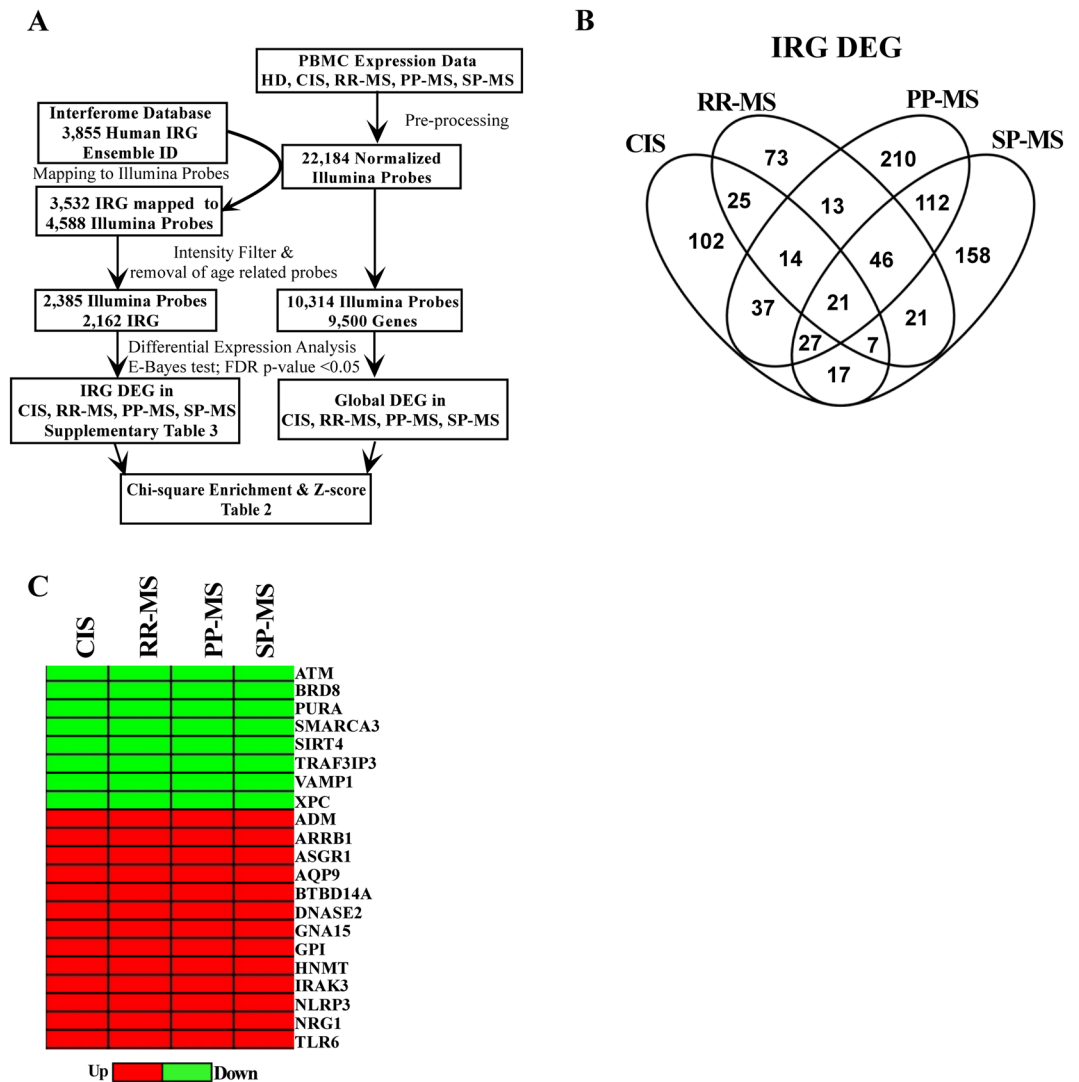 A
PBMC Expression Data
HD, CIS, RR-MS, PP-MS, SP-MS
Interferome Database
3,855 Human IRG
Ensemble ID
Pre-processing
Mapping to Illumina Probes
22,184 Normalized
Illumina Probes
3,532 IRG mapped to
4,588 Illumina Probes
Intensity Filter &
removal of age related probes
2,385 Illumina Probes
2,162 IRG
10,314 Illumina Probes
9,500 Genes
Differential Expression Analysis
E-Bayes test; FDR p-value <0.05
IRG DEG in
CIS, RR-MS, PP-MS, SP-MS
Supplementary Table 3
Global DEG in
CIS, RR-MS, PP-MS, SP-MS
Chi-square Enrichment & Z-score
Table 2
B
IRG DEG
CIS
RR-MS
PP-MS
SP-MS
73
210
25
13
112
102
14
46
158
37
21
21
27
7
17
C
CIS
RR-MS
PP-MS
SP-MS
ATM
BRD8
PURA
SMARCA3
SIRT4
TRAF3IP3
VAMP1
XPC
ADM
ARRB1
ASGR1
AQP9
BTBD14A
DNASE2
GNA15
GPI
HNMT
IRAK3
NLRP3
NRG1
TLR6
Up
Down